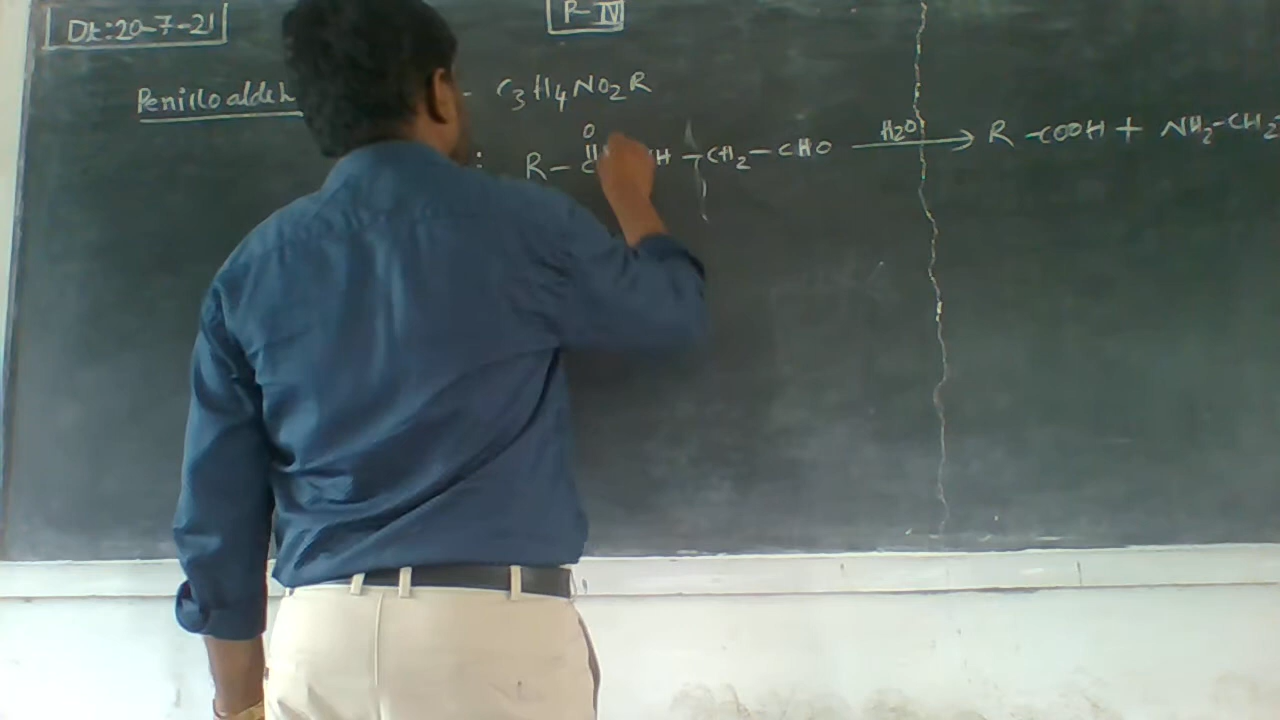 Dt: 20-7-21
P-IV
Penilloaldeh
- C3H4NO2R
O
: R-C H-CH2-CHO H2O→ R-COOH + NH2-CH2-